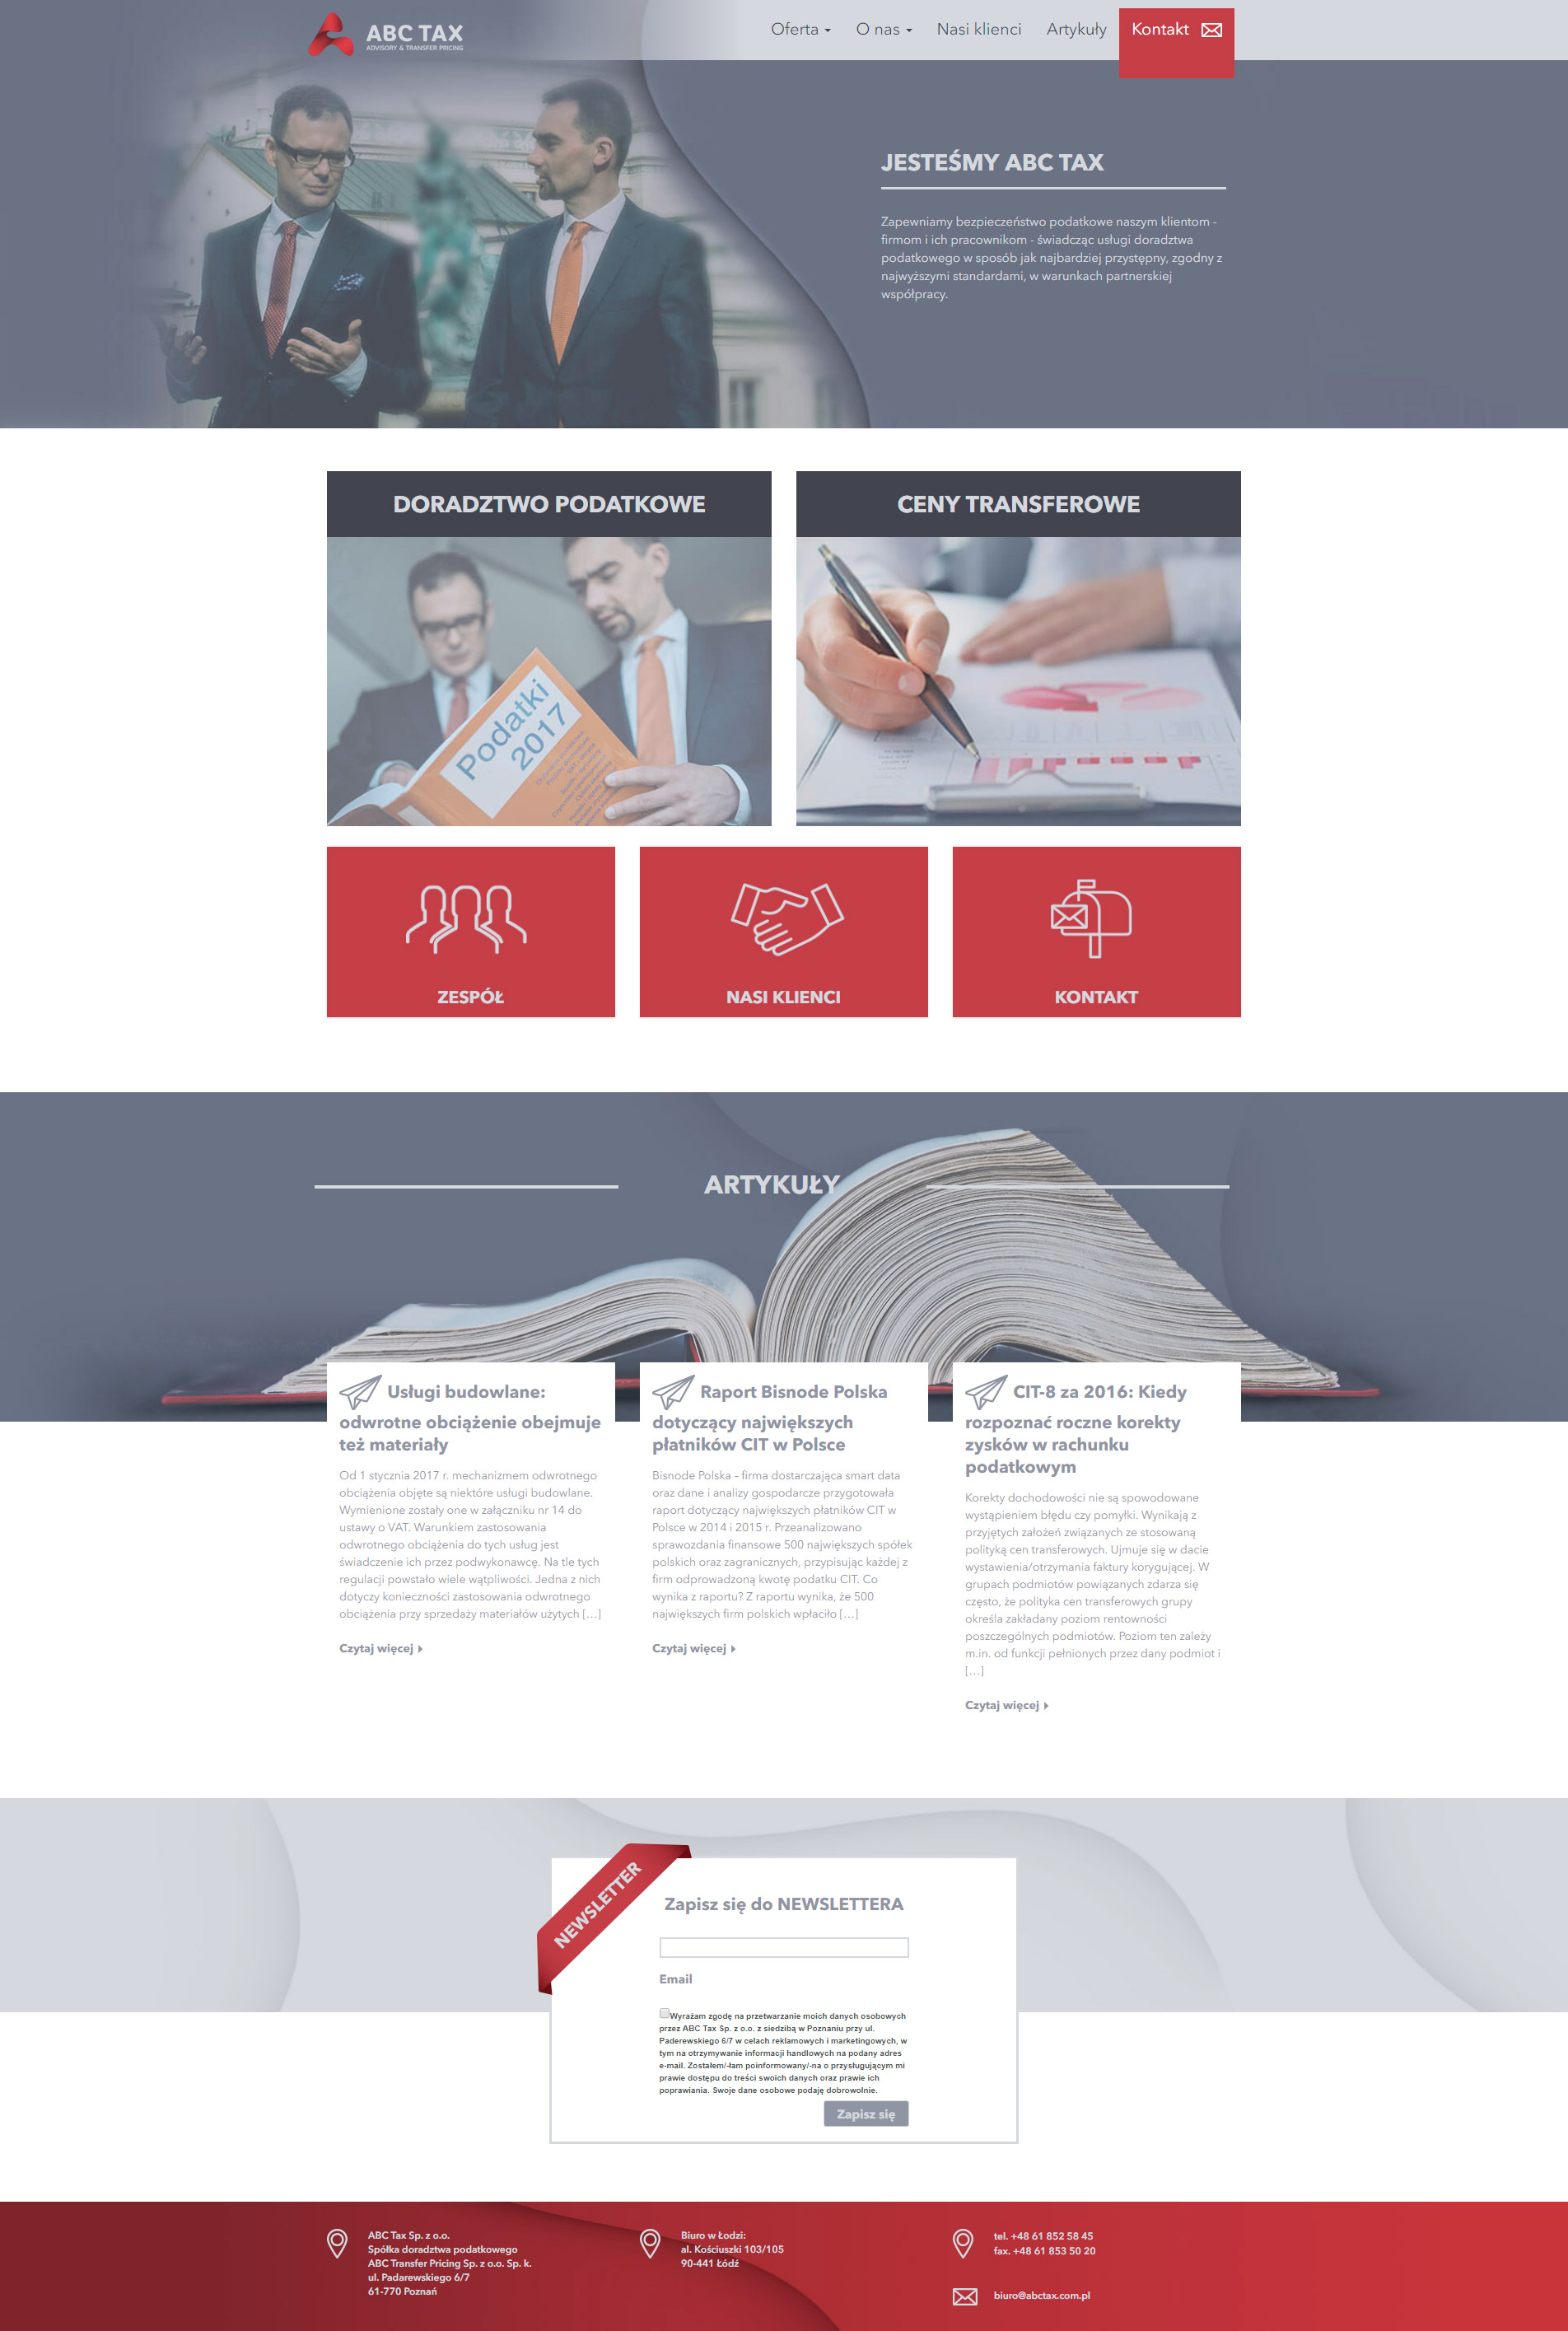 ABC TAX
ADVISORY & TRANSFER PRICING
Oferta
O nas
Nasi klienci
Artykuły
Kontakt
JESTEŚMY ABC TAX
Zapewniamy bezpieczeństwo podatkowe naszym klientom -
firmom i ich pracownikom - świadcząc usługi doradztwa
podatkowego w sposób jak najbardziej przystępny, zgodny z
najwyższymi standardami, w warunkach partnerskiej
współpracy.
DORADZTWO PODATKOWE
CENY TRANSFEROWE
Podatki
2017
ZESPÓŁ
NASI KLIENCI
KONTAKT
ARTYKUŁY
Usługi budowlane:
odwrotne obciążenie obejmuje
też materiały
Od 1 stycznia 2017 r. mechanizmem odwrotnego
obciążenia objęte są niektóre usługi budowlane.
Wymienione zostały one w załączniku nr 14 do
ustawy o VAT. Warunkiem zastosowania
odwrotnego obciążenia do tych usług jest
świadczenie ich przez podwykonawcę. Na tle tych
regulacji powstało wiele wątpliwości. Jedna z nich
dotyczy konieczności zastosowania odwrotnego
obciążenia przy sprzedaży materiałów użytych […]
Czytaj więcej
Raport Bisnode Polska
dotyczący największych
płatników CIT w Polsce
Bisnode Polska – firma dostarczająca smart data
oraz dane i analizy gospodarcze przygotowała
raport dotyczący największych płatników CIT w
Polsce w 2014 i 2015 r. Przeanalizowano
sprawozdania finansowe 500 największych spółek
polskich oraz zagranicznych, przypisując każdej z
firm odprowadzoną kwotę podatku CIT. Co
wynika z raportu? Z raportu wynika, że 500
największych firm polskich wpłaciło […]
Czytaj więcej
CIT-8 za 2016: Kiedy
rozpoznać roczne korekty
zysków w rachunku
podatkowym
Korekty dochodowości nie są spowodowane
wystąpieniem błędu czy pomyłki. Wynikają z
przyjętych założeń związanych ze stosowaną
polityką cen transferowych. Ujmuje się w dacie
wystawienia/otrzymania faktury korygującej. W
grupach podmiotów powiązanych zdarza się
często, że polityka cen transferowych grupy
określa zakładany poziom rentowności
poszczególnych podmiotów. Poziom ten zależy
m.in. od funkcji pełnionych przez dany podmiot i
[…]
Czytaj więcej
NEWSLETTER
Zapisz się do NEWSLETTERA
Email
Wyrażam zgodę na przetwarzanie moich danych osobowych
przez ABC Tax Sp. z o.o. z siedzibą w Poznaniu przy ul.
Paderewskiego 6/7 w celach reklamowych i marketingowych, w
tym na otrzymywanie informacji handlowych na podany adres
e-mail. Zostałem/-łam poinformowany/-na o przysługującym mi
prawie dostępu do treści swoich danych oraz prawie ich
poprawiania. Swoje dane osobowe podaję dobrowolnie.
Zapisz się
ABC Tax Sp. z o.o.
Spółka doradztwa podatkowego
ABC Transfer Pricing Sp. z o.o. Sp. k.
ul. Padarewskiego 6/7
61-770 Poznań
Biuro w Łodzi:
al. Kościuszki 103/105
90-441 Łódź
tel. +48 61 852 58 45
fax. +48 61 853 50 20
biuro@abctax.com.pl